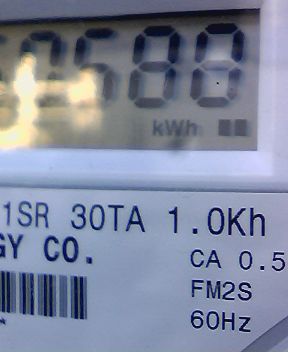 2588
kWh
1SR 30TA 1.0Kh
GY CO.
CA 0.5
FM2S
60Hz